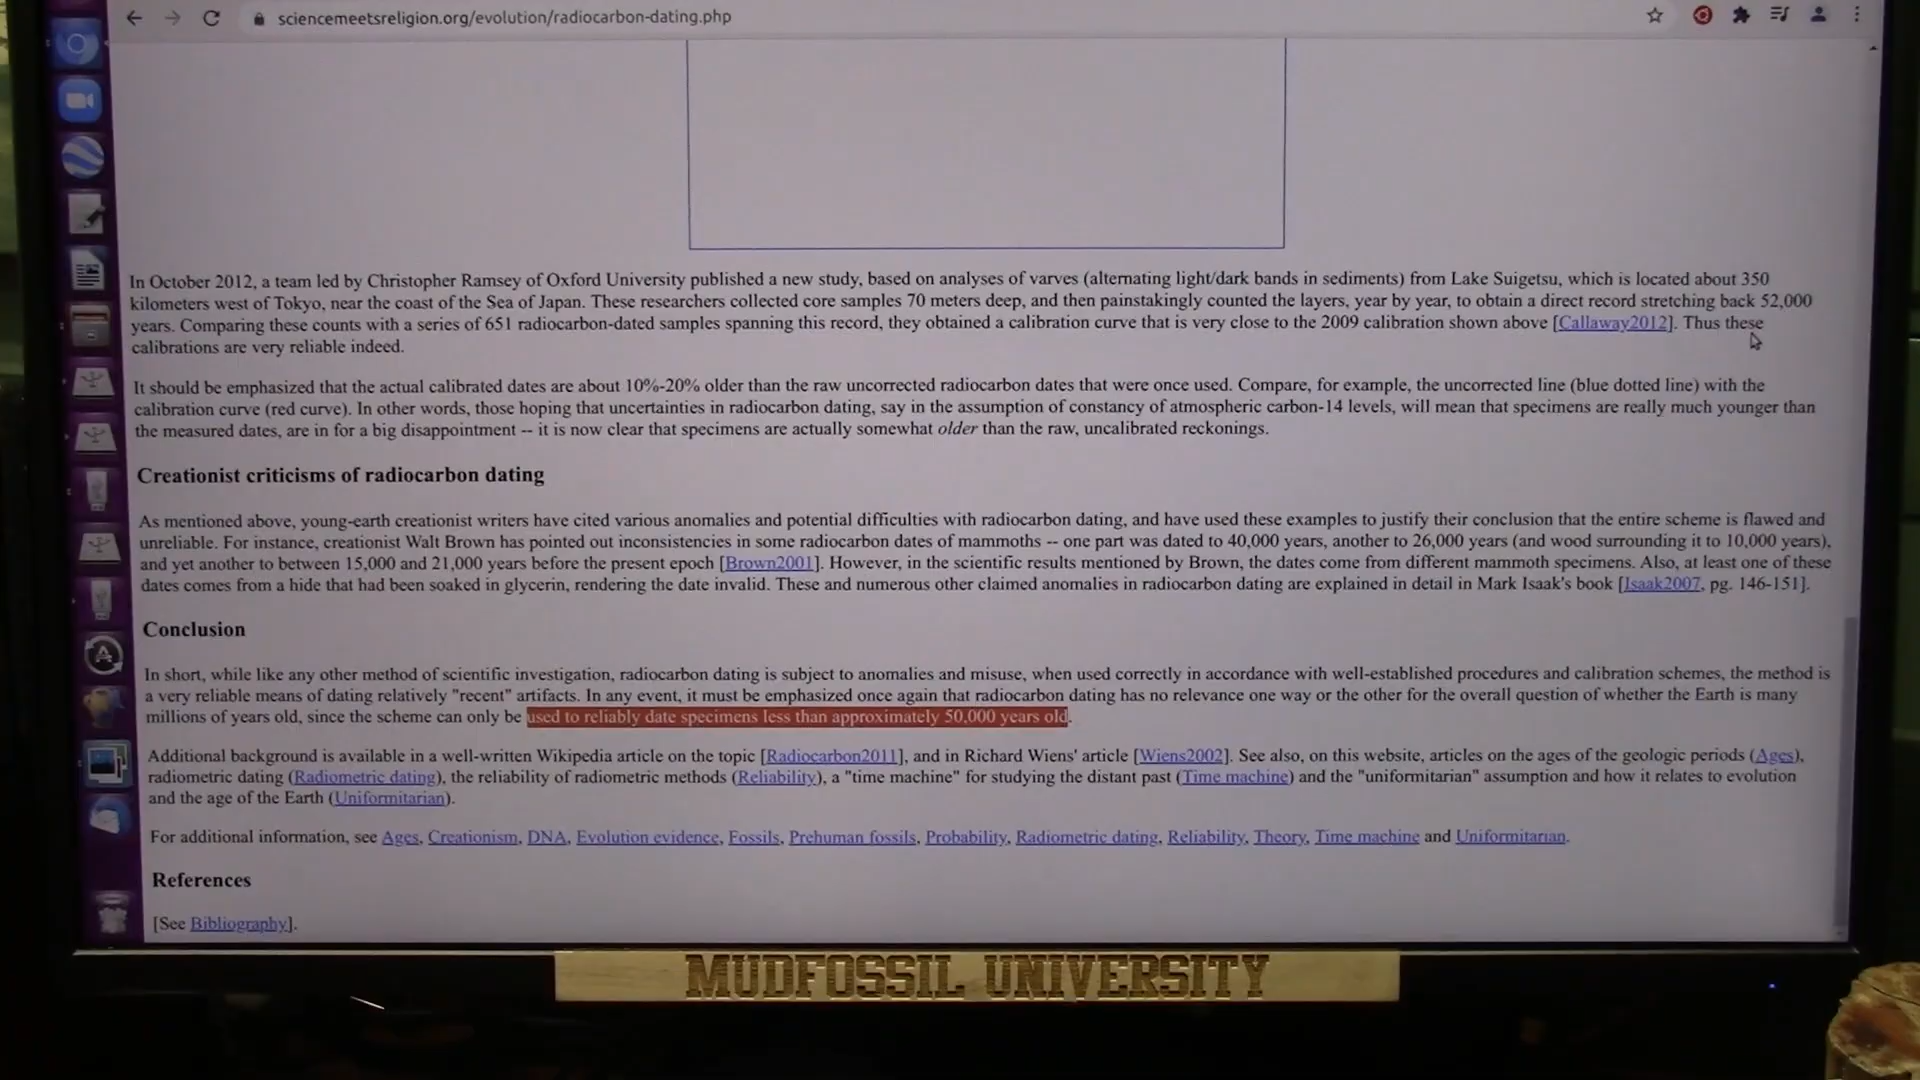 sciencemeetsreligion.org/evolution/radiocarbon-dating.php
In October 2012, a team led by Christopher Ramsey of Oxford University published a new study, based on analyses of varves (alternating light/dark bands in sediments) from Lake Suigetsu, which is located about 350
kilometers west of Tokyo, near the coast of the Sea of Japan. These researchers collected core samples 70 meters deep, and then painstakingly counted the layers, year by year, to obtain a direct record stretching back 52,000
years. Comparing these counts with a series of 651 radiocarbon-dated samples spanning this record, they obtained a calibration curve that is very close to the 2009 calibration shown above [Callaway2012]. Thus these
calibrations are very reliable indeed.
It should be emphasized that the actual calibrated dates are about 10%-20% older than the raw uncorrected radiocarbon dates that were once used. Compare, for example, the uncorrected line (blue dotted line) with the
calibration curve (red curve). In other words, those hoping that uncertainties in radiocarbon dating, say in the assumption of constancy of atmospheric carbon-14 levels, will mean that specimens are really much younger than
the measured dates, are in for a big disappointment -- it is now clear that specimens are actually somewhat older than the raw, uncalibrated reckonings.
Creationist criticisms of radiocarbon dating
As mentioned above, young-earth creationist writers have cited various anomalies and potential difficulties with radiocarbon dating, and have used these examples to justify their conclusion that the entire scheme is flawed and
unreliable. For instance, creationist Walt Brown has pointed out inconsistencies in some radiocarbon dates of mammoths -- one part was dated to 40,000 years, another to 26,000 years (and wood surrounding it to 10,000 years),
and yet another to between 15,000 and 21,000 years before the present epoch [Brown2001]. However, in the scientific results mentioned by Brown, the dates come from different mammoth specimens. Also, at least one of these
dates comes from a hide that had been soaked in glycerin, rendering the date invalid. These and numerous other claimed anomalies in radiocarbon dating are explained in detail in Mark Isaak's book [Isaak2007, pg. 146-151].
Conclusion
In short, while like any other method of scientific investigation, radiocarbon dating is subject to anomalies and misuse, when used correctly in accordance with well-established procedures and calibration schemes, the method is
a very reliable means of dating relatively "recent" artifacts. In any event, it must be emphasized once again that radiocarbon dating has no relevance one way or the other for the overall question of whether the Earth is many
millions of years old, since the scheme can only be used to reliably date specimens less than approximately 50,000 years old.
Additional background is available in a well-written Wikipedia article on the topic [Radiocarbon2011], and in Richard Wiens' article [Wiens2002]. See also, on this website, articles on the ages of the geologic periods (Ages),
radiometric dating (Radiometric dating), the reliability of radiometric methods (Reliability), a "time machine" for studying the distant past (Time machine) and the "uniformitarian" assumption and how it relates to evolution
and the age of the Earth (Uniformitarian).
For additional information, see Ages, Creationism, DNA, Evolution evidence, Fossils, Prehuman fossils, Probability, Radiometric dating, Reliability, Theory, Time machine and Uniformitarian.
References
[See Bibliography].
MUDFOSSIL UNIVERSITY